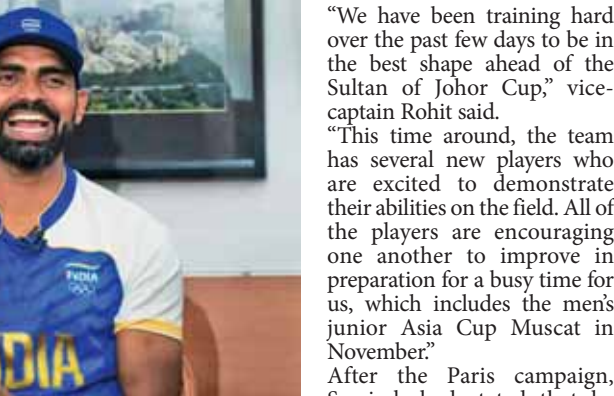 INDIA
DIA
“We have been training hard
over the past few days to be in
the best shape ahead of the
Sultan of Johor Cup,” vice-
captain Rohit said.
“This time around, the team
has several new players who
are excited to demonstrate
their abilities on the field. All of
the players are encouraging
one another to improve in
preparation for a busy time for
us, which includes the men’s
junior Asia Cup Muscat in
November.”
After the Paris campaign,